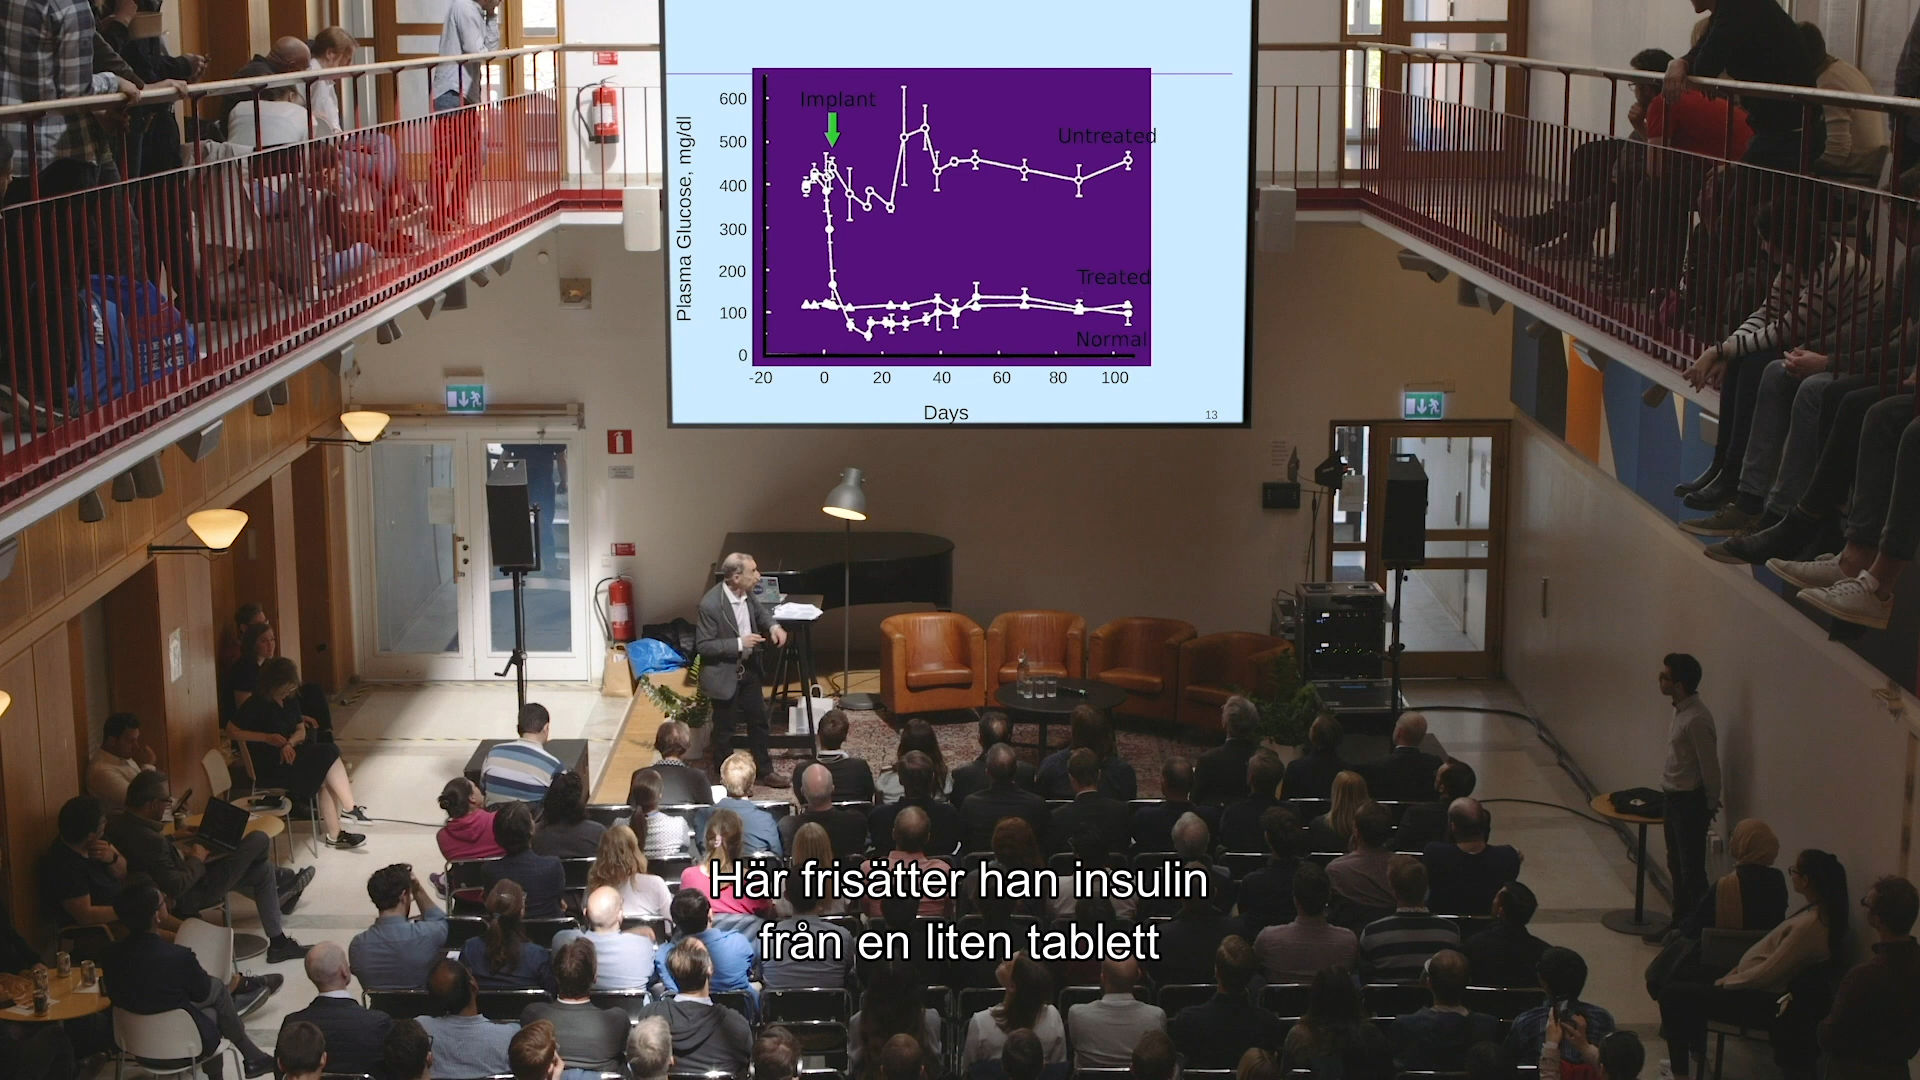 Implant
Untreated
Treated
Normal
Plasma Glucose, mg/dl
600
500
400
300
200
100
0
-20 0 20 40 60 80 100
Days
13
Här frisätter han insulin
från en liten tablett